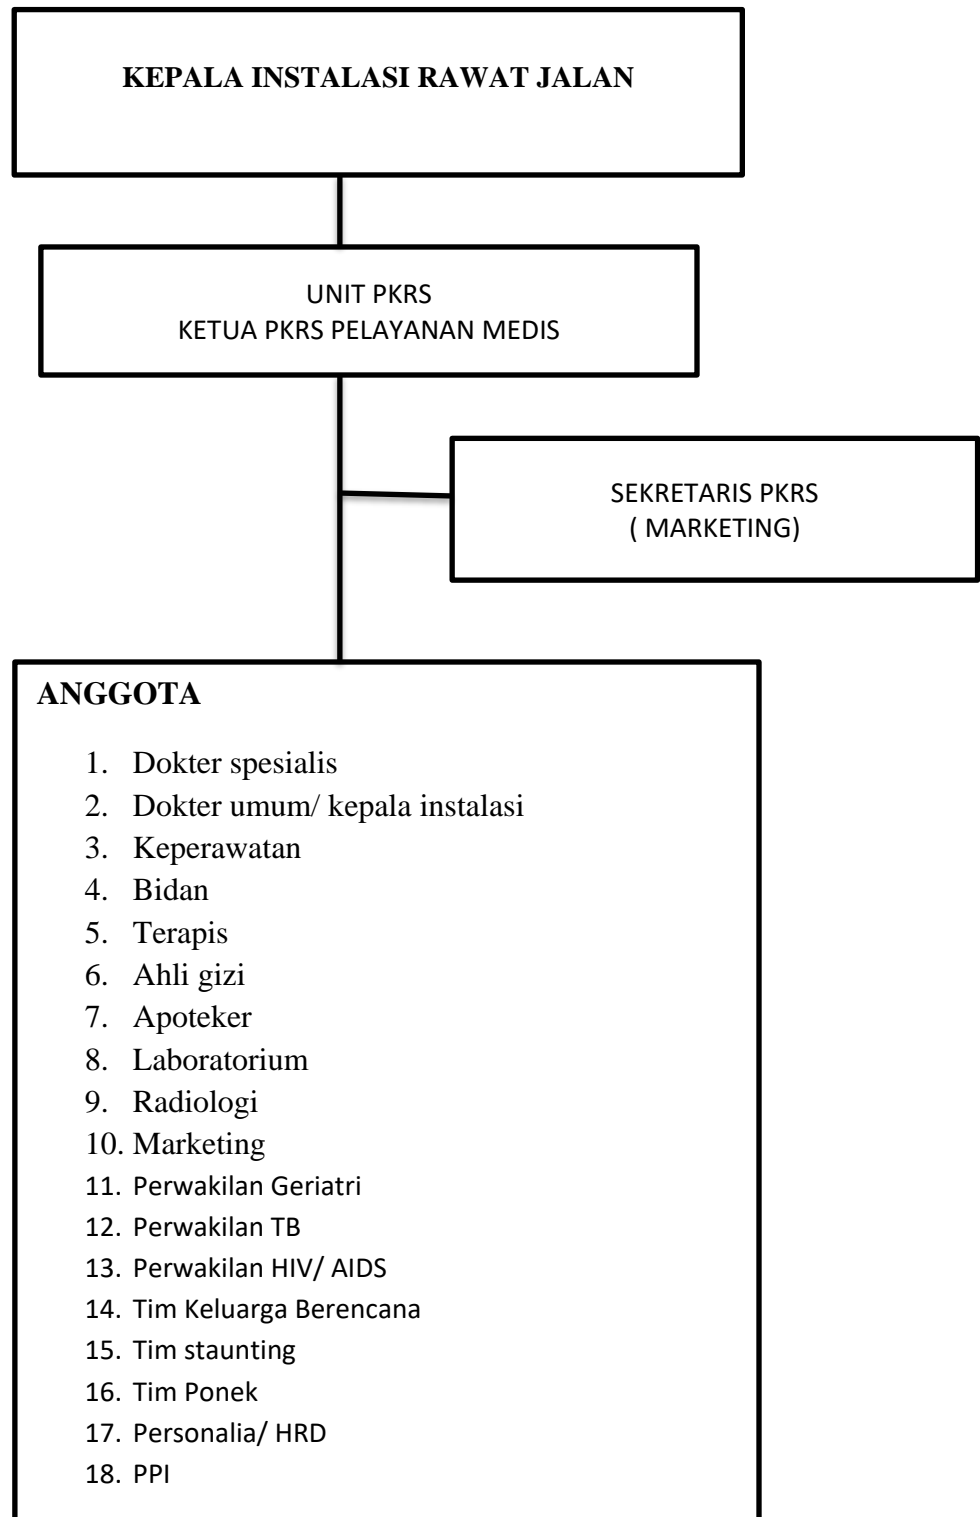 KEPALA INSTALASI RAWAT JALAN
UNIT PKRS
KETUA PKRS PELAYANAN MEDIS
SEKRETARIS PKRS
( MARKETING)
ANGGOTA
1. Dokter spesialis
2. Dokter umum/ kepala instalasi
3. Keperawatan
4. Bidan
5. Terapis
6. Ahli gizi
7. Apoteker
8. Laboratorium
9. Radiologi
10. Marketing
11. Perwakilan Geriatri
12. Perwakilan TB
13. Perwakilan HIV/ AIDS
14. Tim Keluarga Berencana
15. Tim staunting
16. Tim Ponek
17. Personalia/ HRD
18. PPI